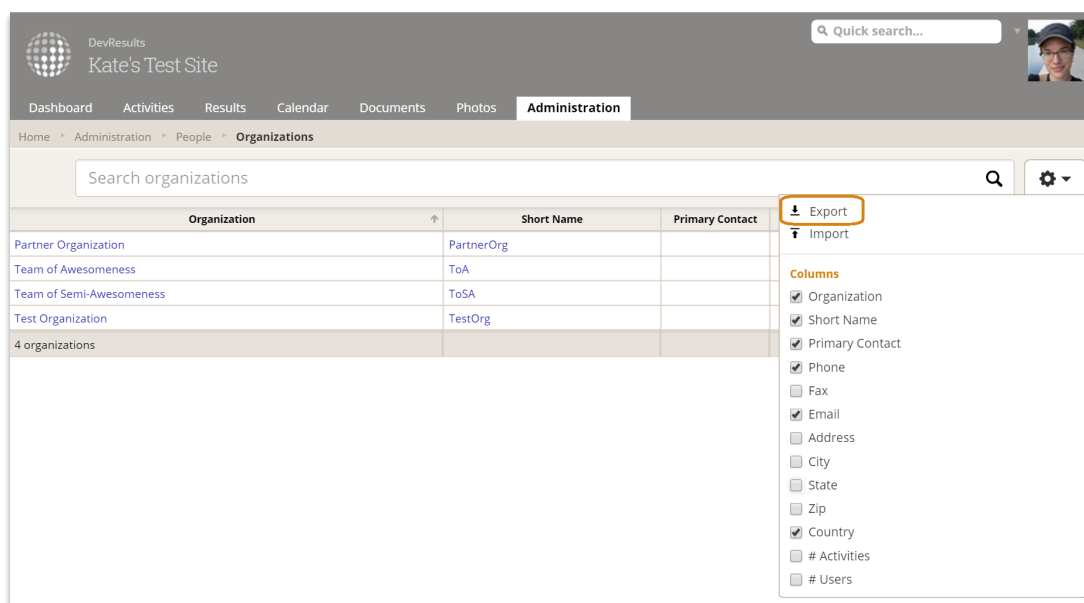 DevResults
Kate's Test Site
Quick search...
Dashboard Activities Results Calendar Documents Photos Administration
Home Administration People Organizations
Search organizations
Organization Short Name Primary Contact
Partner Organization PartnerOrg
Team of Awesomeness ToA
Team of Semi-Awesomeness ToSA
Test Organization TestOrg
4 organizations
Export
Import
Columns
Organization
Short Name
Primary Contact
Phone
Fax
Email
Address
City
State
Zip
Country
# Activities
# Users